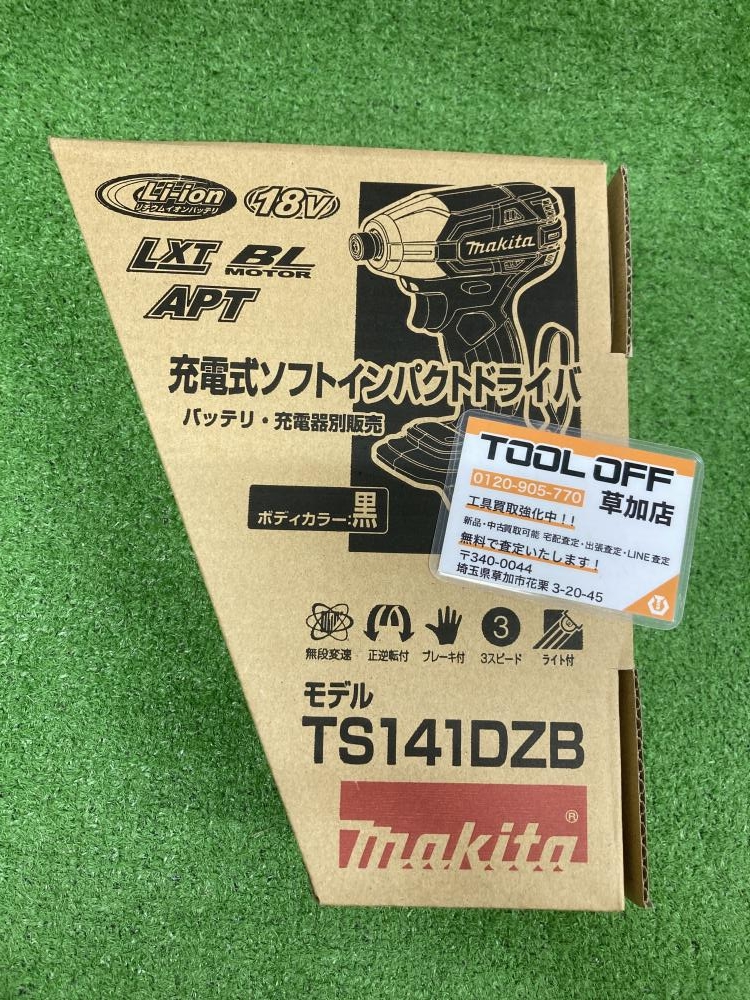 Li-ion
リチウムイオンバッテリ
18V
LXT BL
MOTOR
APT
makita
充電式ソフトインパクトドライバ
バッテリ・充電器別販売
ボディカラー:黒
TOOL OFF
0120-905-770
草加店
工具買取強化中!!
新品・中古買取可能 宅配査定・出張査定・LINE査定
無料で査定いたします!
〒340-0044
埼玉県草加市花栗 3-20-45
無段変速
正逆転付
ブレーキ付
3
3スピード
ライト付
モデル
TS141DZB
makita®